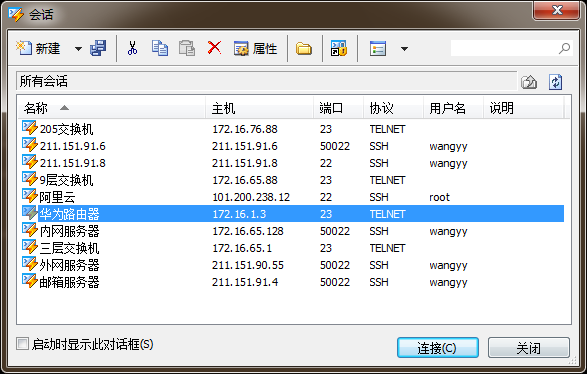 会话
新建 属性
所有会话
名称 主机 端口 协议 用户名 说明
205交换机 172.16.76.88 23 TELNET
211.151.91.6 211.151.91.6 50022 SSH wangyy
211.151.91.8 211.151.91.8 22 SSH wangyy
9层交换机 172.16.65.88 23 TELNET
阿里云 101.200.238.12 22 SSH root
华为路由器 172.16.1.3 23 TELNET
内网服务器 172.16.65.128 50022 SSH wangyy
三层交换机 172.16.65.1 23 TELNET
外网服务器 211.151.90.55 50022 SSH wangyy
邮箱服务器 211.151.91.4 50022 SSH wangyy
启动时显示此对话框(S) 连接(C) 关闭